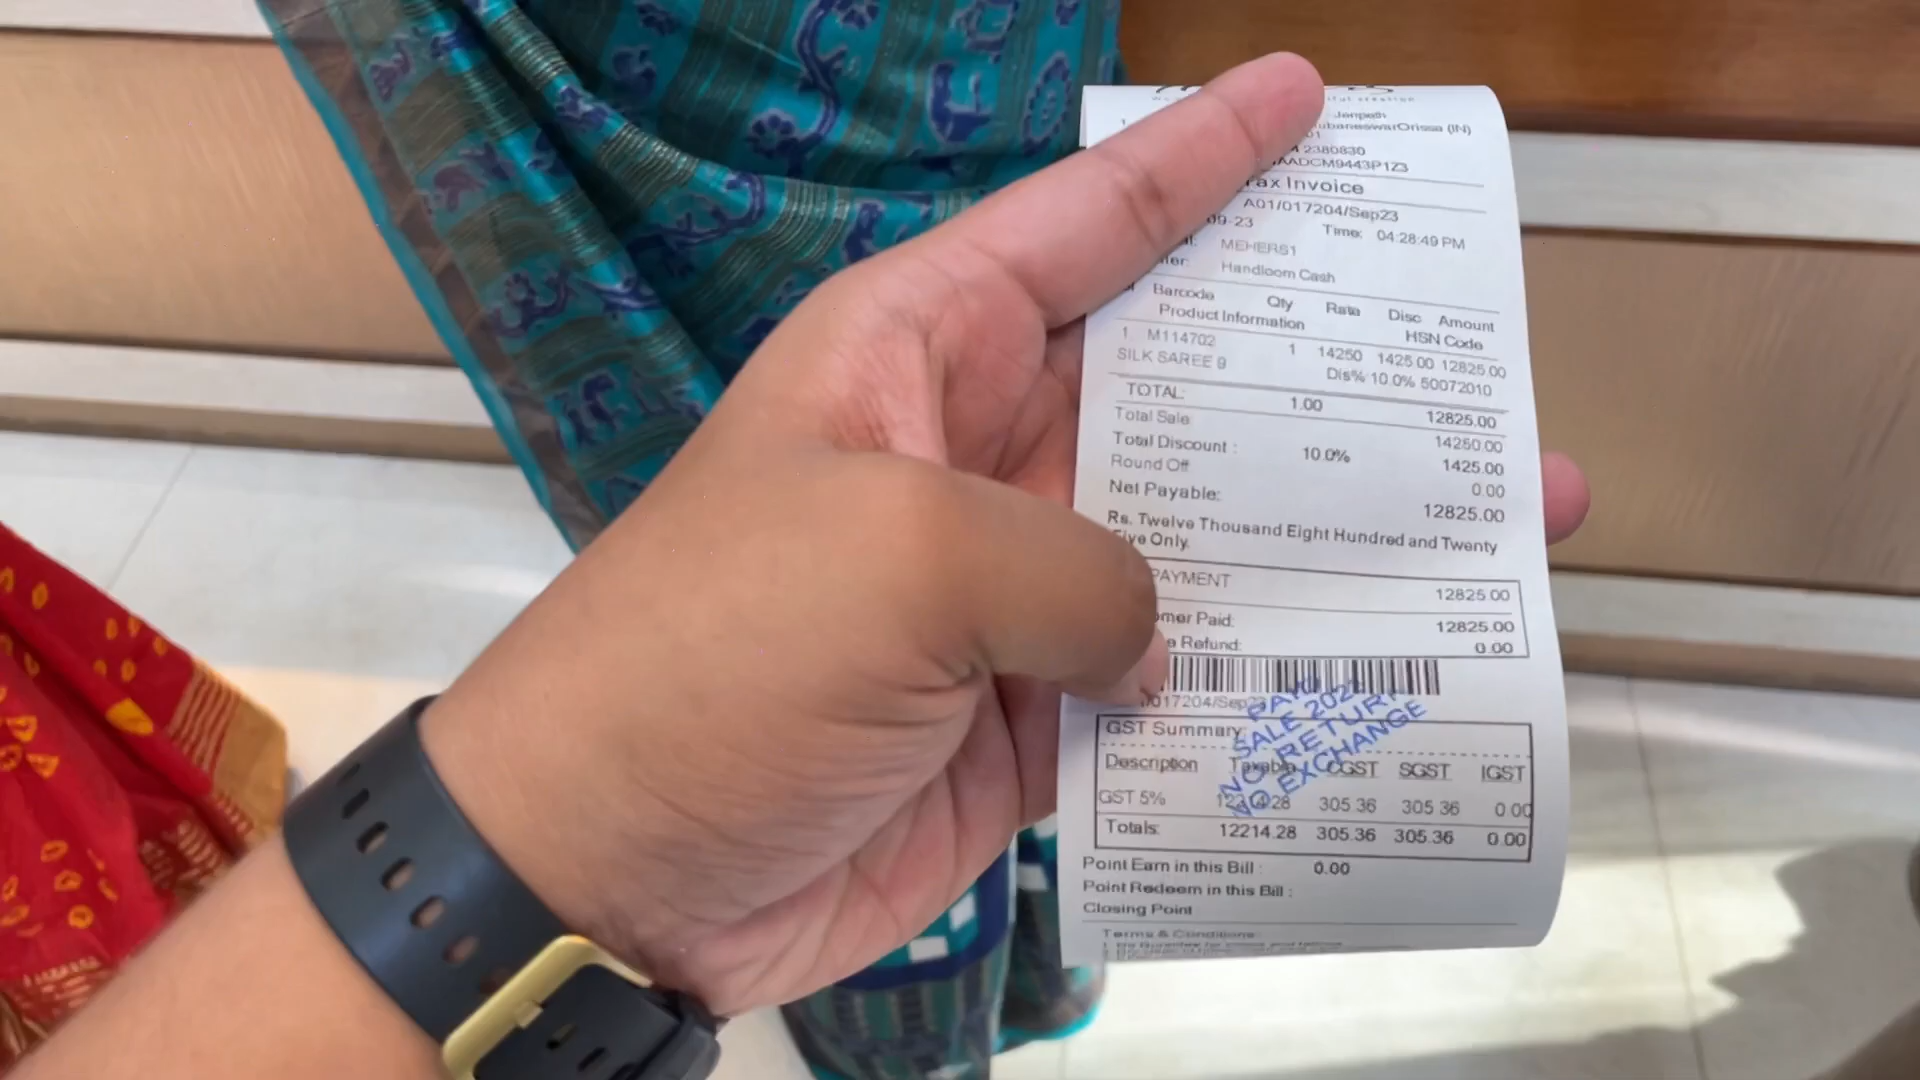 Janpath
ubaneswarOrissa (IN)
01
2380830
AADCM9443P1Z3
Tax Invoice
A01/017204/Sep23
09-23 Time: 04:28:49 PM
MEHERS1
Handloom Cash
Barcode Qty Rate Disc Amount
Product Information HSN Code
1 M114702 1 14250 1425.00 12825.00
SILK SAREE 9 Dis% 10.0% 50072010
TOTAL: 1.00 12825.00
Total Sale 14250.00
Total Discount : 10.0% 1425.00
Round Off 0.00
Net Payable: 12825.00
Rs. Twelve Thousand Eight Hundred and Twenty
Five Only.
PAYMENT 12825.00
omer Paid: 12825.00
e Refund: 0.00
/017204/Sep23
SALE 202
NO RETURN
NO EXCHANGE
GST Summary
Description Taxable CGST SGST IGST
GST 5% 12214.28 305.36 305.36 0.00
Totals: 12214.28 305.36 305.36 0.00
Point Earn in this Bill : 0.00
Point Redeem in this Bill :
Closing Point
Terms & Conditions: